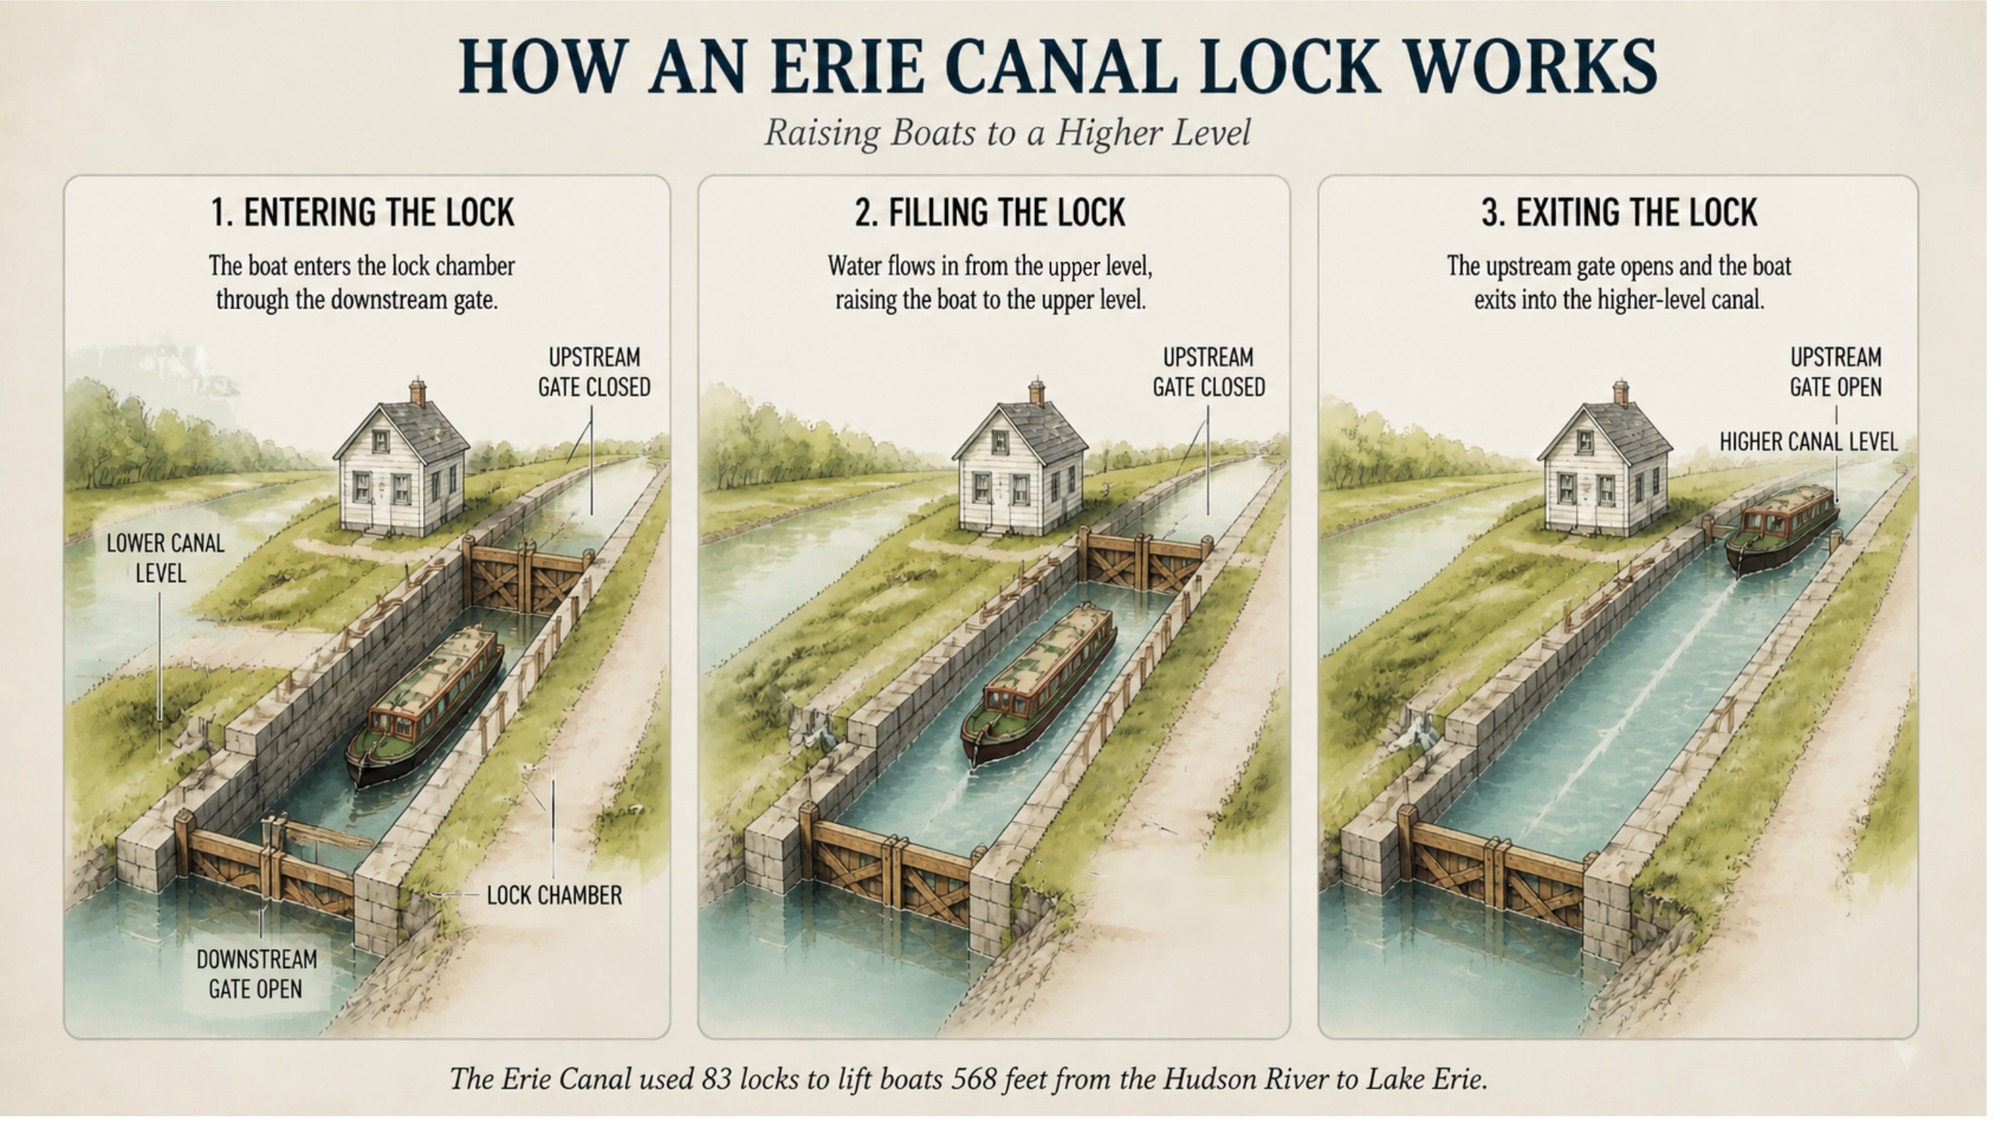 HOW AN ERIE CANAL LOCK WORKS
Raising Boats to a Higher Level
1. ENTERING THE LOCK
The boat enters the lock chamber
through the downstream gate.
UPSTREAM
GATE CLOSED
LOWER CANAL
LEVEL
LOCK CHAMBER
DOWNSTREAM
GATE OPEN
2. FILLING THE LOCK
Water flows in from the upper level,
raising the boat to the upper level.
UPSTREAM
GATE CLOSED
3. EXITING THE LOCK
The upstream gate opens and the boat
exits into the higher-level canal.
UPSTREAM
GATE OPEN
HIGHER CANAL LEVEL
The Erie Canal used 83 locks to lift boats 568 feet from the Hudson River to Lake Erie.